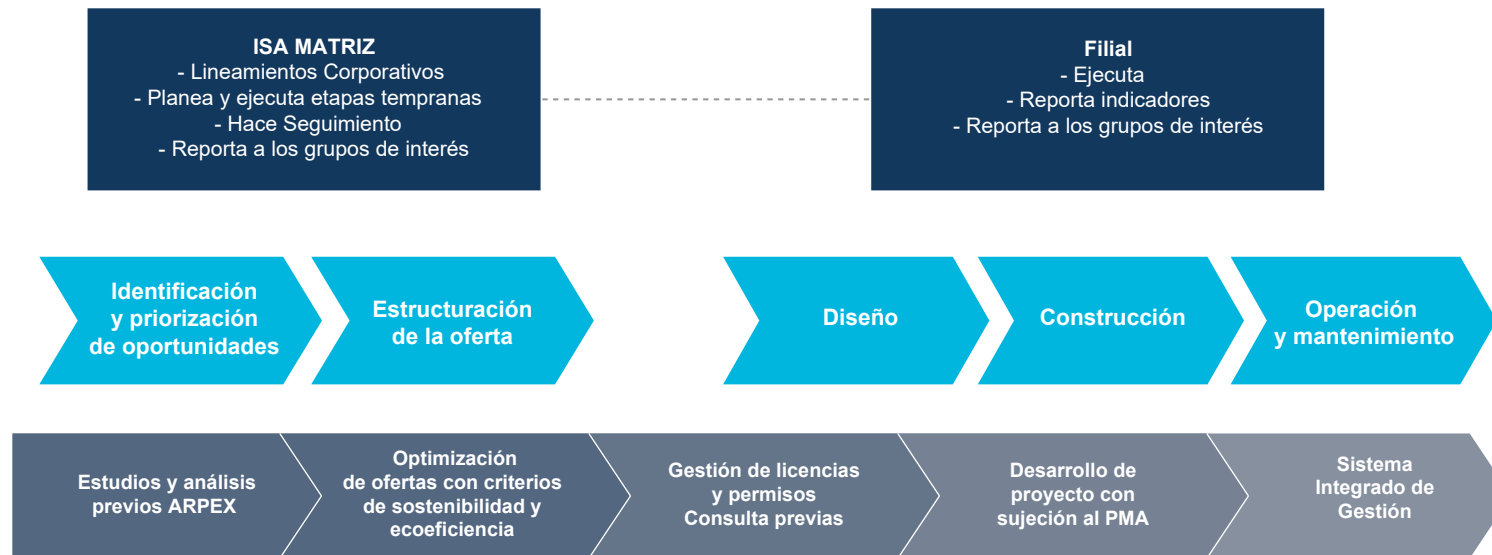 ISA MATRIZ
- Lineamientos Corporativos
- Planea y ejecuta etapas tempranas
- Hace Seguimiento
- Reporta a los grupos de interés
Filial
- Ejecuta
- Reporta indicadores
- Reporta a los grupos de interés
Identificación
y priorización
de oportunidades
Estructuración
de la oferta
Diseño
Construcción
Operación
y mantenimiento
Estudios y análisis
previos ARPEX
Optimización
de ofertas con criterios
de sostenibilidad y
ecoeficiencia
Gestión de licencias
y permisos
Consulta previas
Desarrollo de
proyecto con
sujeción al PMA
Sistema
Integrado de
Gestión